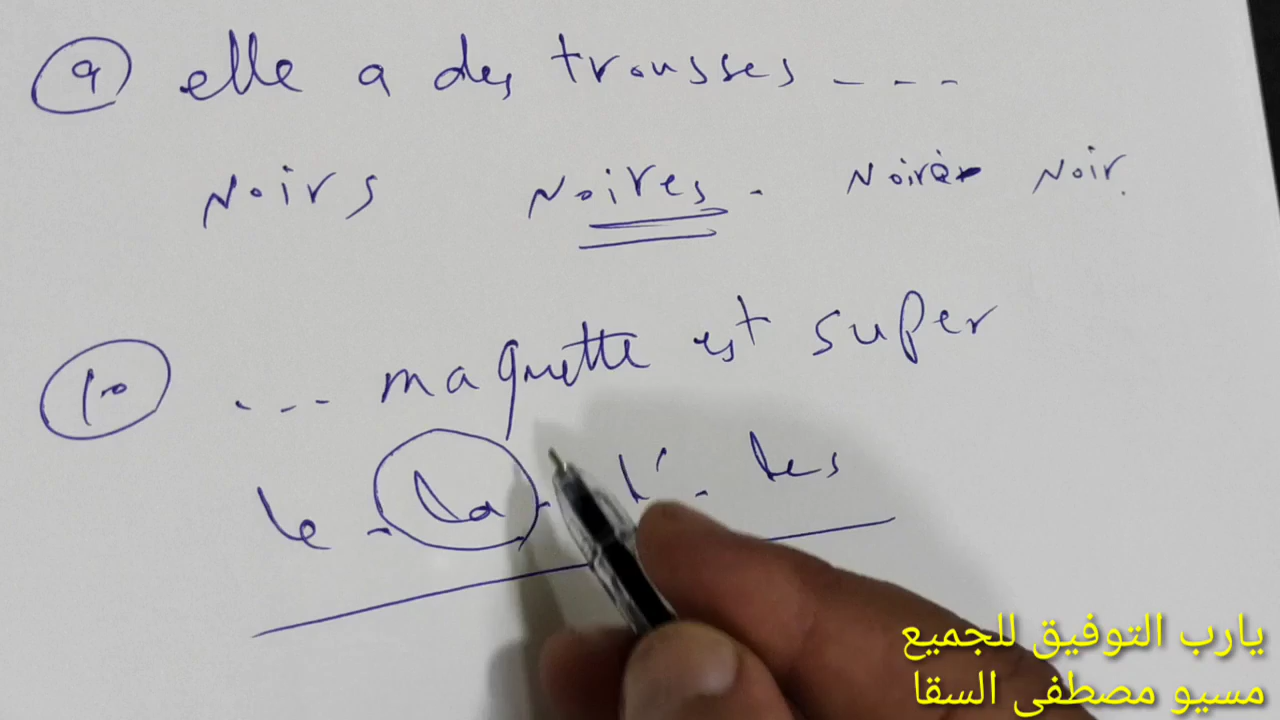 9 elle a des trousses ---
Noirs Noires - Noire - Noir.
10 --- maquette est super
le - la - l' - les
يارب التوفيق للجميع
مسيو مصطفى السقا